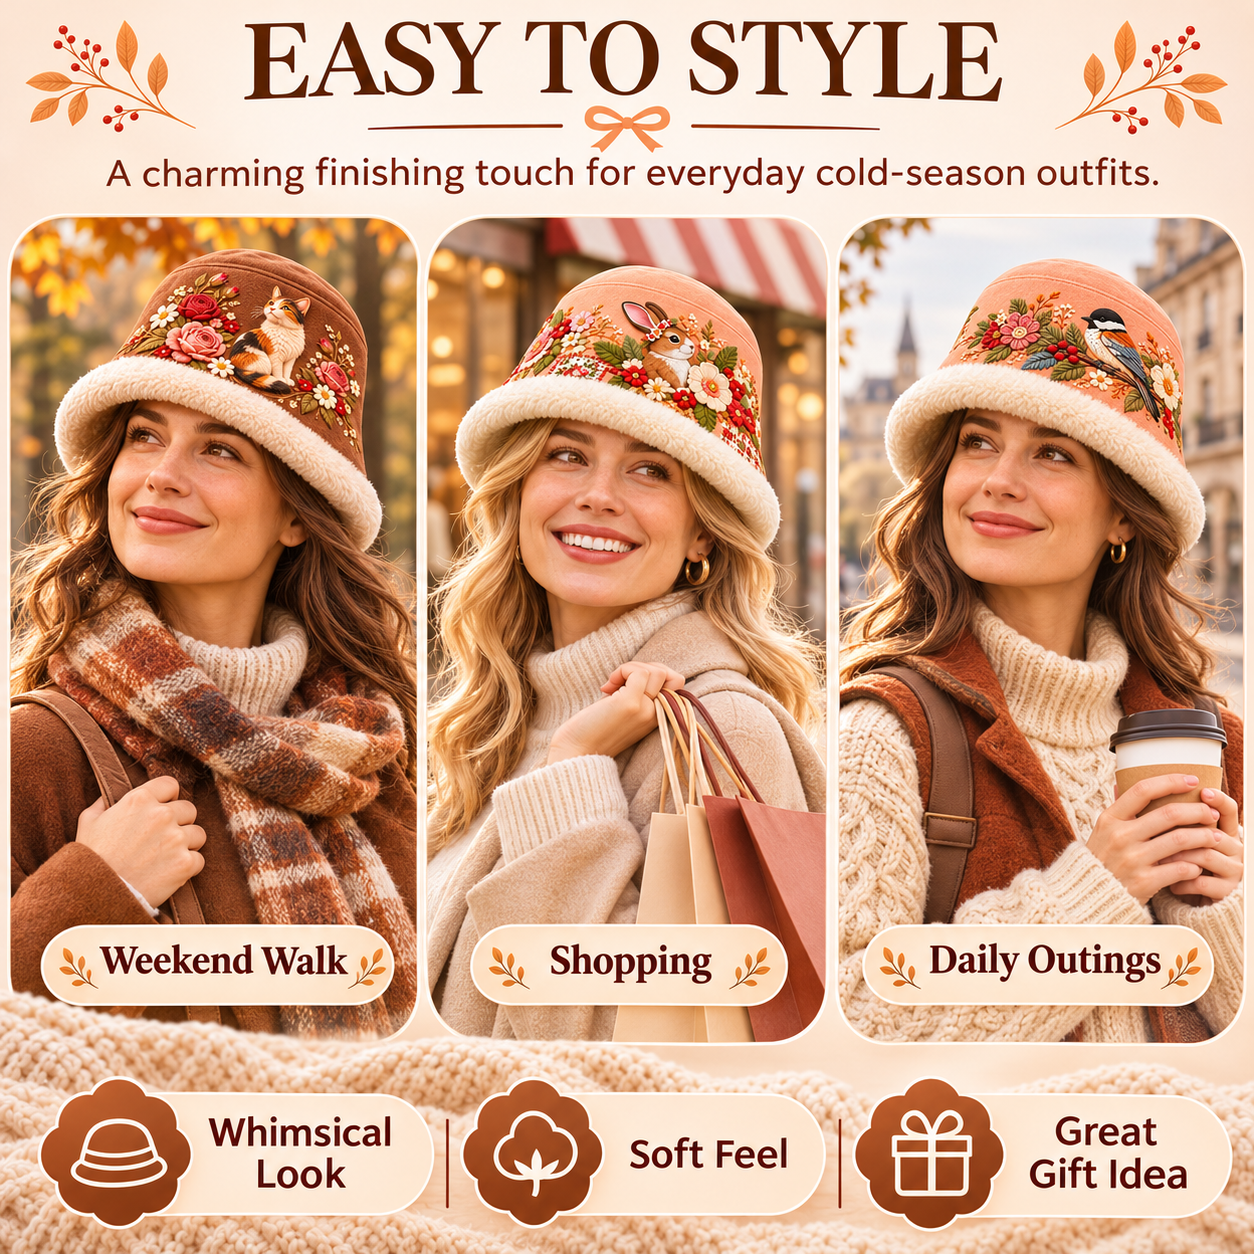 EASY TO STYLE
A charming finishing touch for everyday cold-season outfits.
Weekend Walk
Shopping
Daily Outings
Whimsical
Look
Soft Feel
Great
Gift Idea